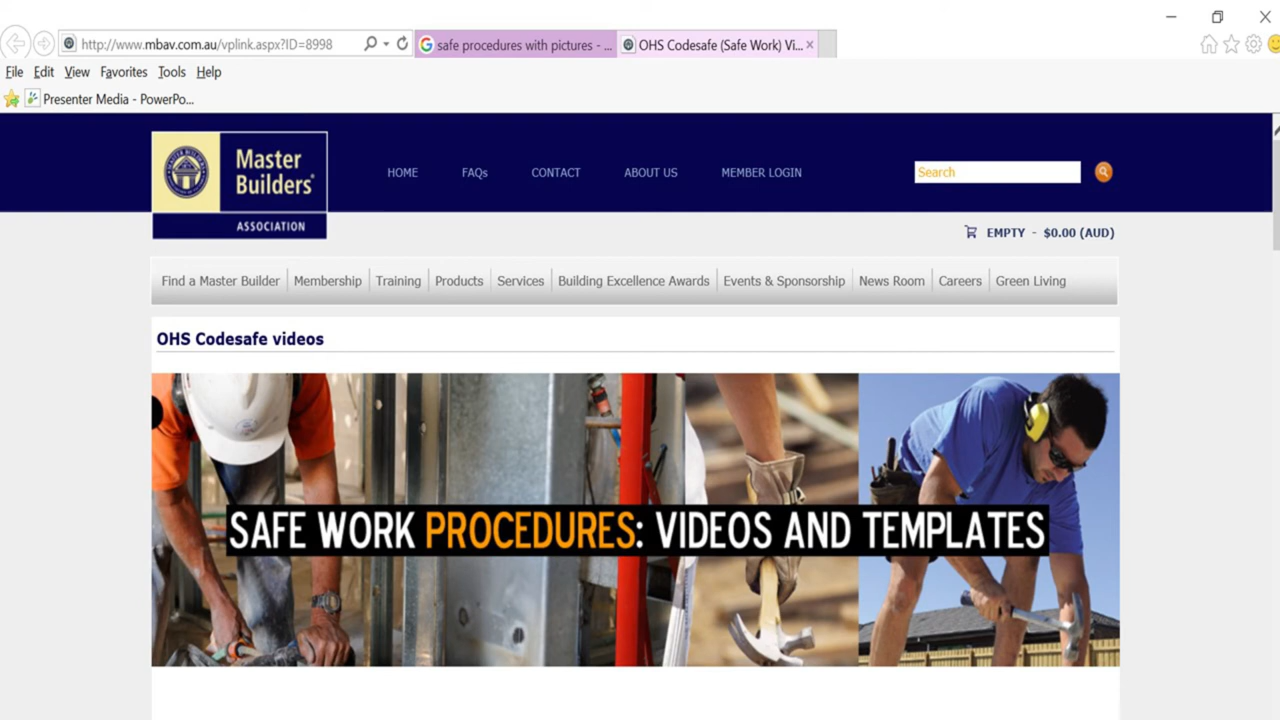 http://www.mbav.com.au/vplink.aspx?ID=8998
safe procedures with pictures - ...
OHS Codesafe (Safe Work) Vi...
File Edit View Favorites Tools Help
Presenter Media - PowerPo...
Master
Builders
ASSOCIATION
HOME FAQs CONTACT ABOUT US MEMBER LOGIN
Search
EMPTY - $0.00 (AUD)
Find a Master Builder Membership Training Products Services Building Excellence Awards Events & Sponsorship News Room Careers Green Living
OHS Codesafe videos
SAFE WORK PROCEDURES: VIDEOS AND TEMPLATES